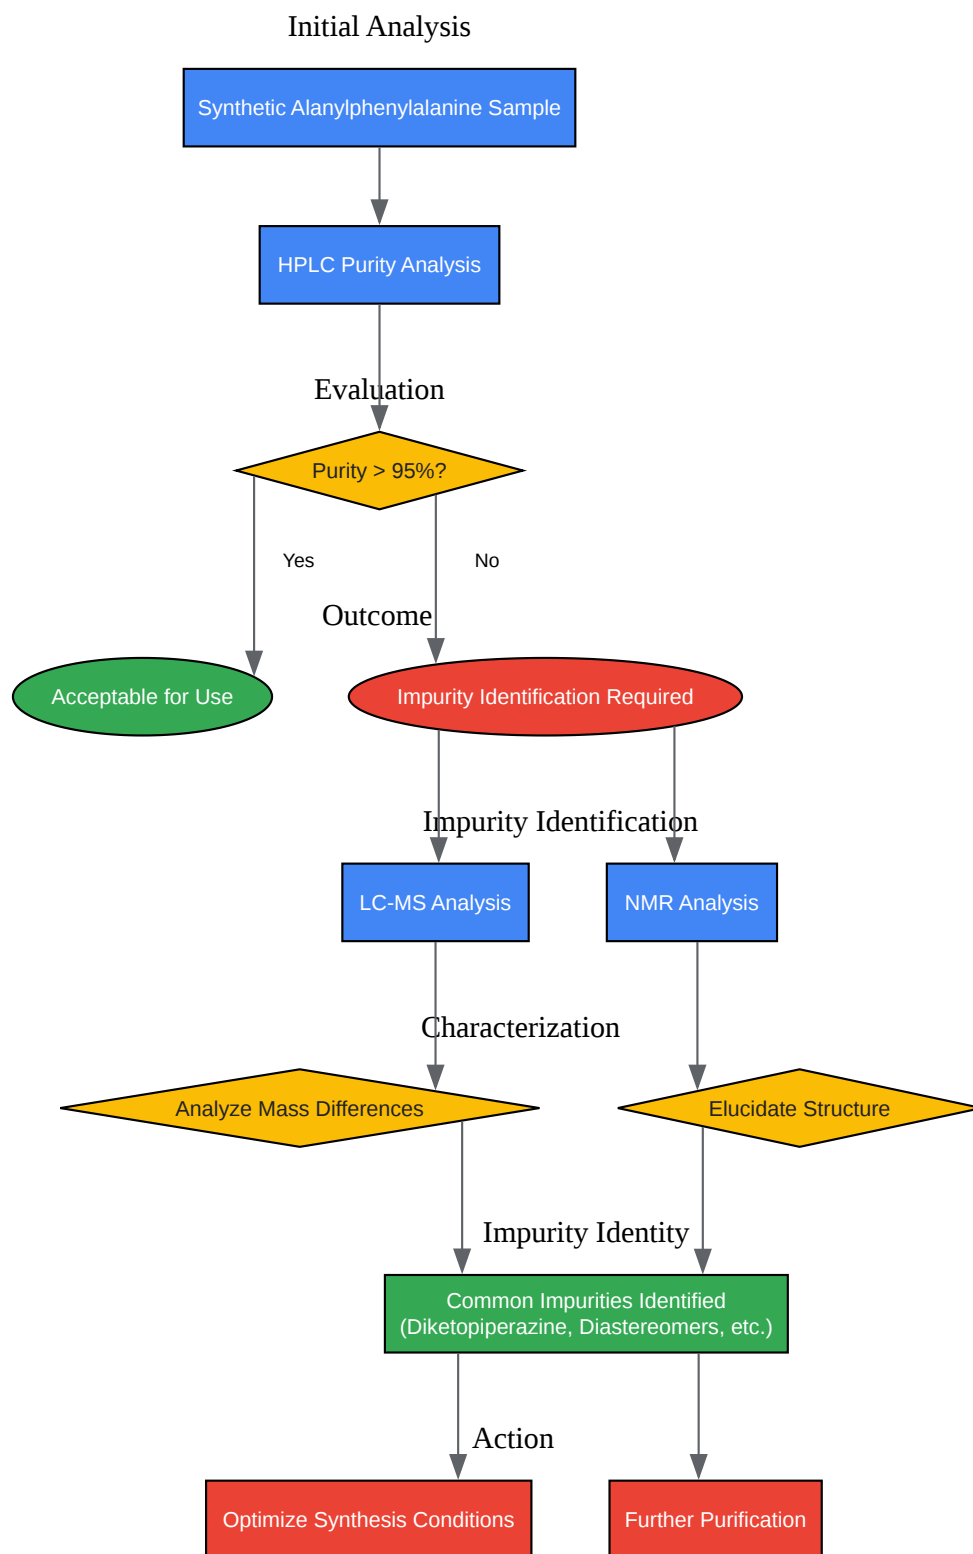 Initial Analysis
Synthetic Alanylphenylalanine Sample
HPLC Purity Analysis
Evaluation
Purity > 95%?
Yes
No
Outcome
Acceptable for Use
Impurity Identification Required
Impurity Identification
LC-MS Analysis
NMR Analysis
Characterization
Analyze Mass Differences
Elucidate Structure
Impurity Identity
Common Impurities Identified
(Diketopiperazine, Diastereomers, etc.)
Action
Optimize Synthesis Conditions
Further Purification